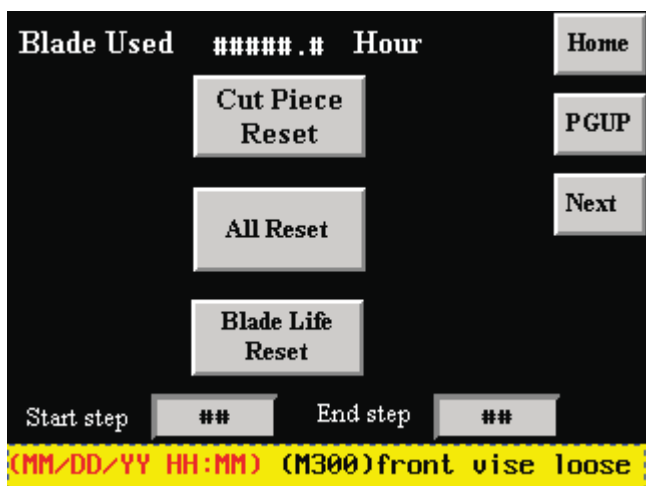 Blade Used #####.# Hour
Home
Cut Piece
Reset
PGUP
All Reset
Next
Blade Life
Reset
Start step ## End step ##
(MM/DD/YY HH:MM) (M300)front vise loose